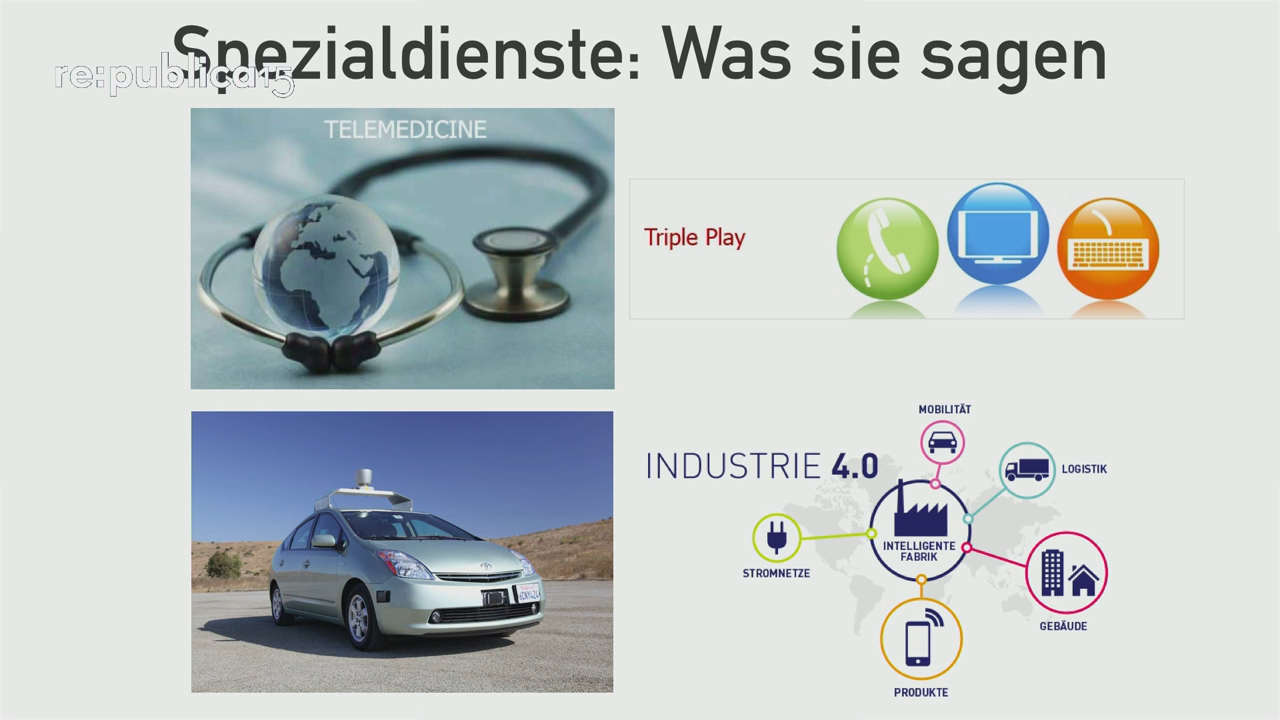 Spezialdienste: Was sie sagen
re:publica15
TELEMEDICINE
Triple Play
INDUSTRIE 4.0
MOBILITÄT
LOGISTIK
INTELLIGENTE
FABRIK
STROMNETZE
GEBÄUDE
PRODUKTE